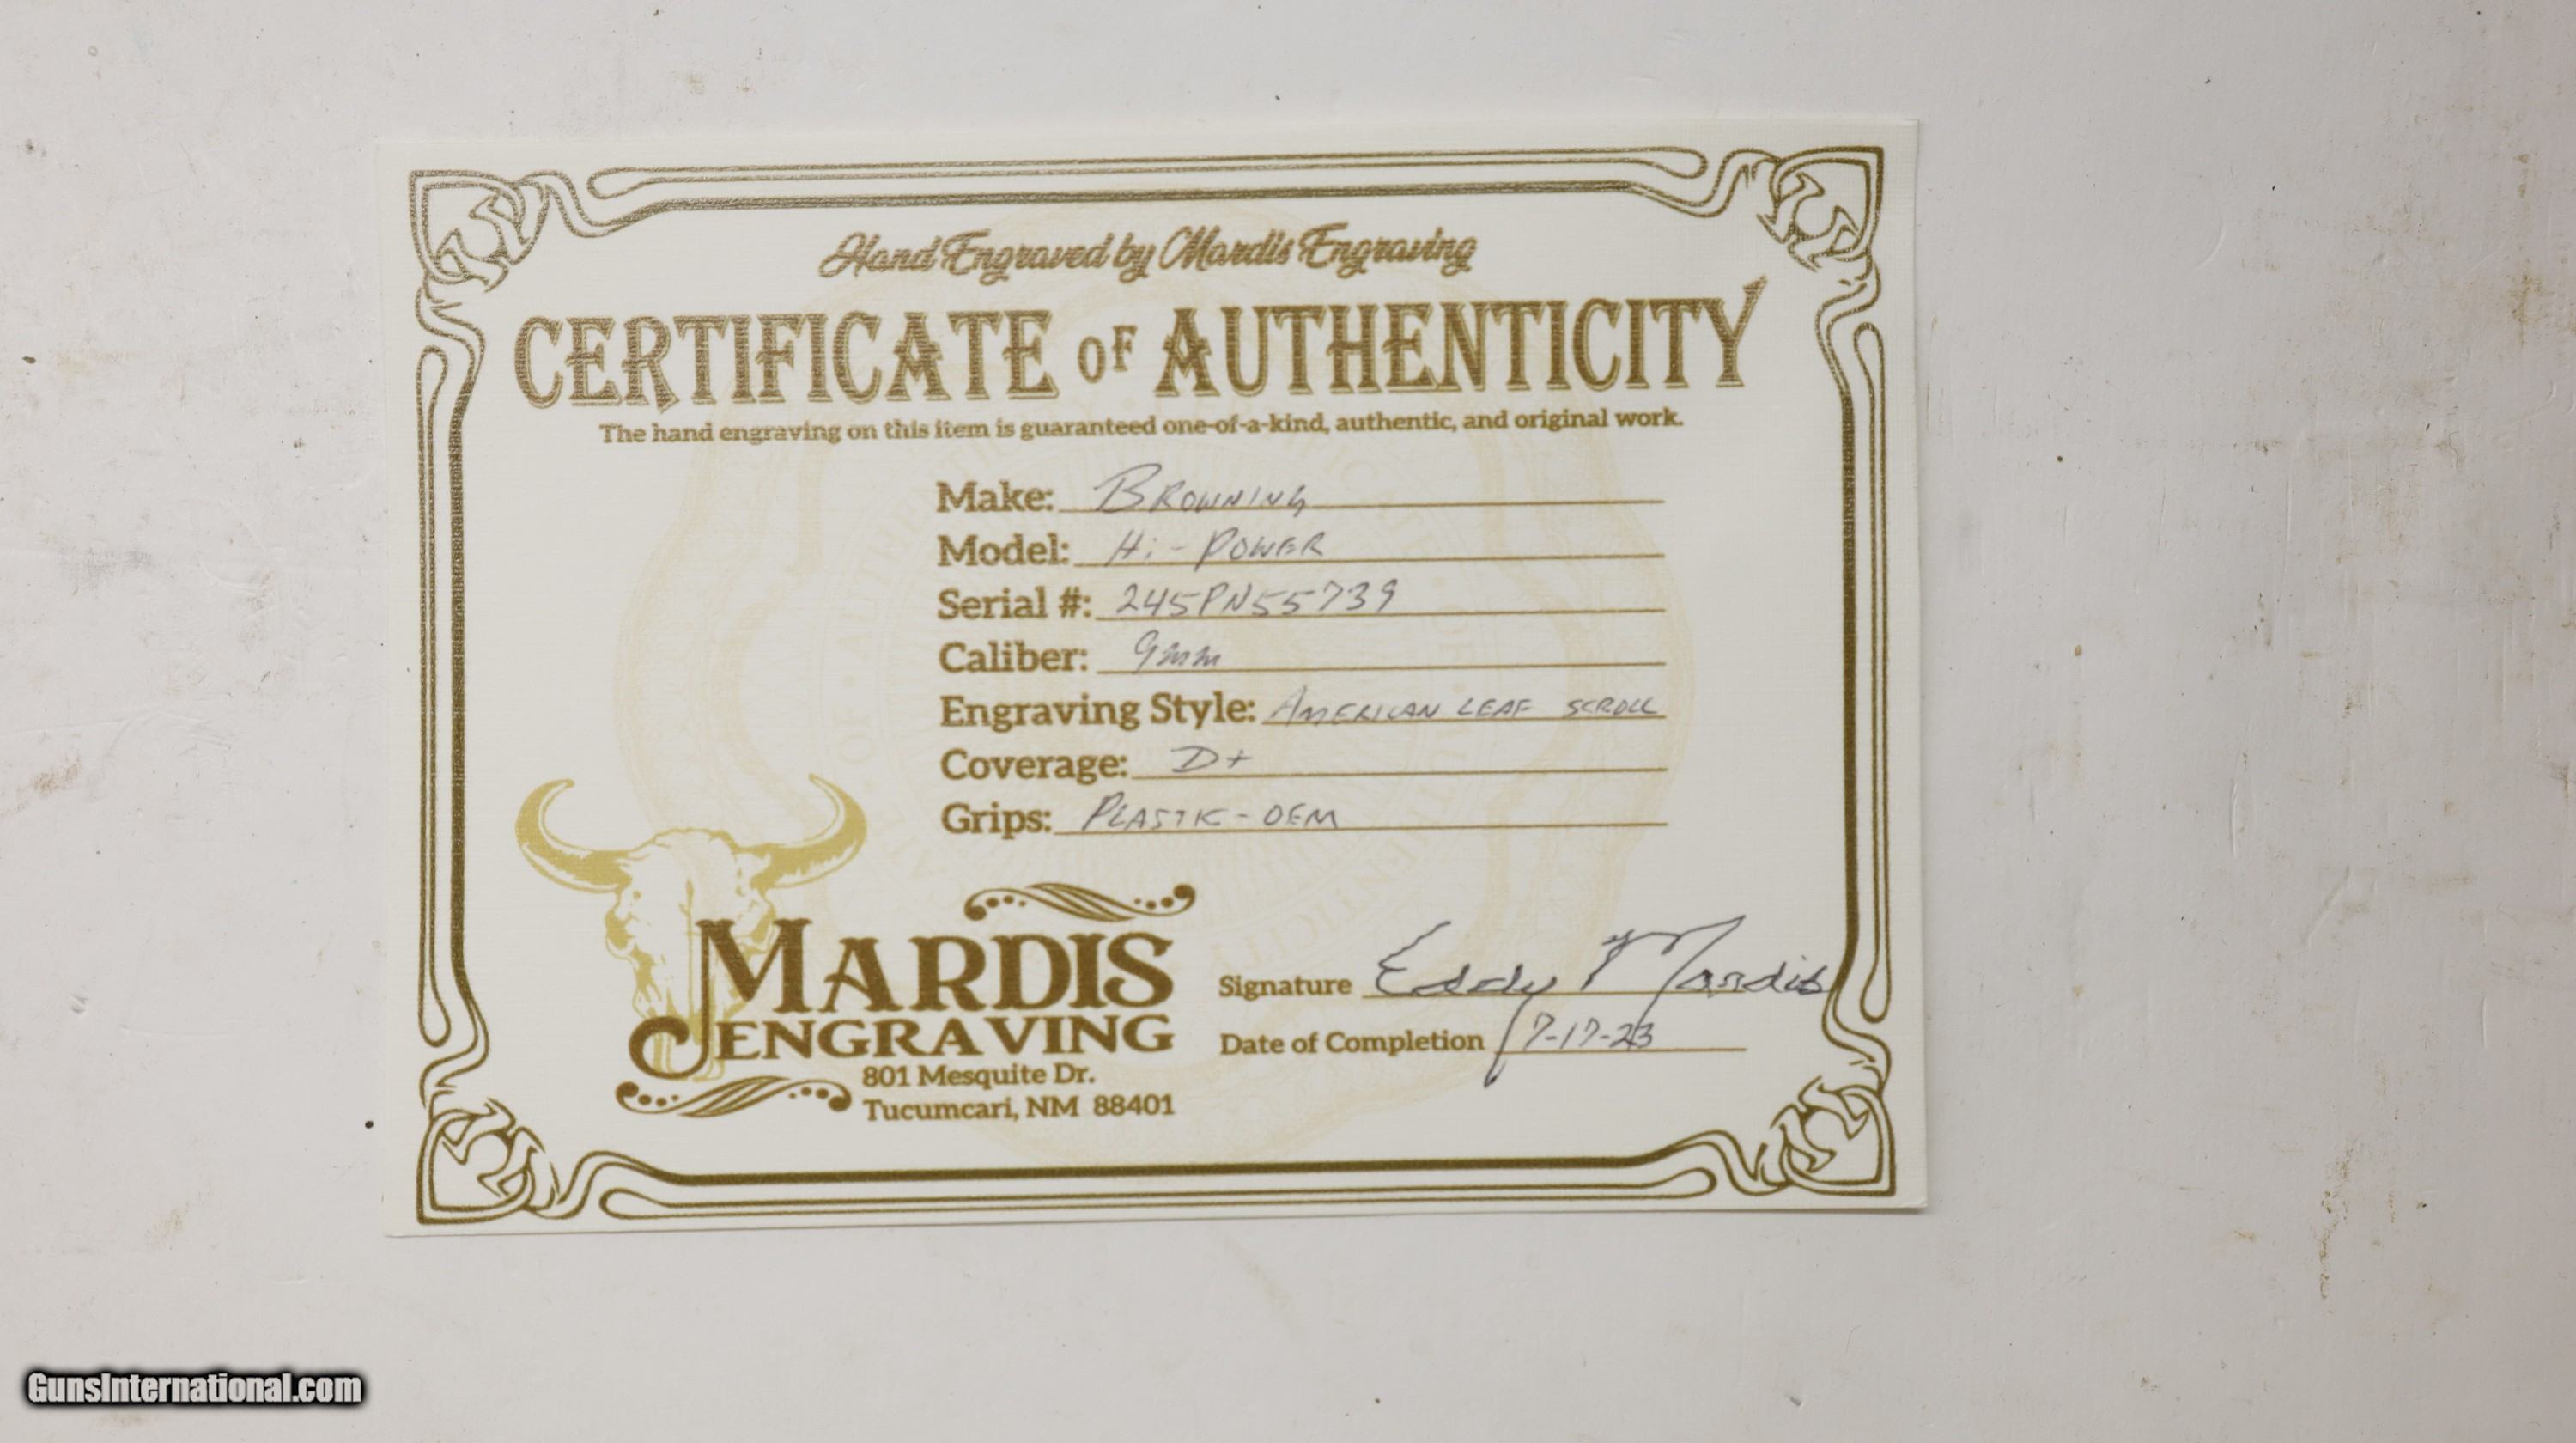 Hand Engraved by Mardis Engraving
CERTIFICATE OF AUTHENTICITY
The hand engraving on this item is guaranteed one-of-a-kind, authentic, and original work.
Make: BROWNING
Model: Hi-POWER
Serial #: 245PN55739
Caliber: 9mm
Engraving Style: AMERICAN LEAF SCROLL
Coverage: D+
Grips: PLASTIC-OEM
MARDIS
ENGRAVING
801 Mesquite Dr.
Tucumcari, NM 88401
Signature Eddy Mardis
Date of Completion 7-17-23
GunsInternational.com